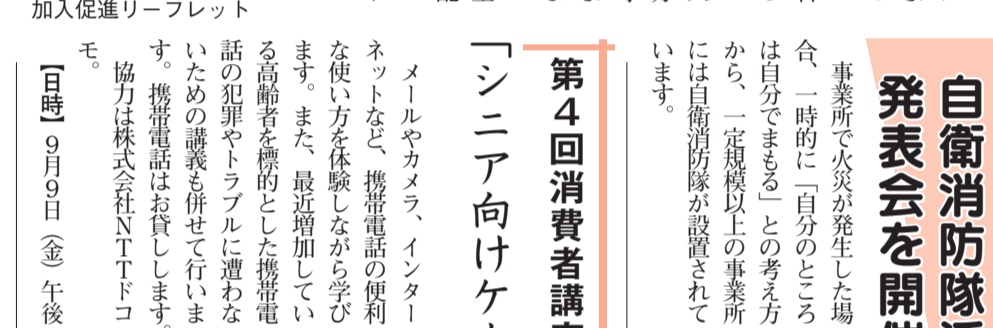 自衛消防隊活
発表会を開催
事業所で火災が発生した場
合、一時的に「自分のところ
は自分でまもる」との考え方
から、一定規模以上の事業所
には自衛消防隊が設置されて
います。
第4回消費者講
「シニア向けケ
メールやカメラ、インター
ネットなど、携帯電話の便利
な使い方を体験しながら学び
ます。また、最近増加してい
る高齢者を標的とした携帯電
話の犯罪やトラブルに遭わな
いための講義も併せて行いま
す。携帯電話はお貸しします。
協力は株式会社NTTドコ
モ。
【日時】9月9日(金)午後
加入促進リーフレット